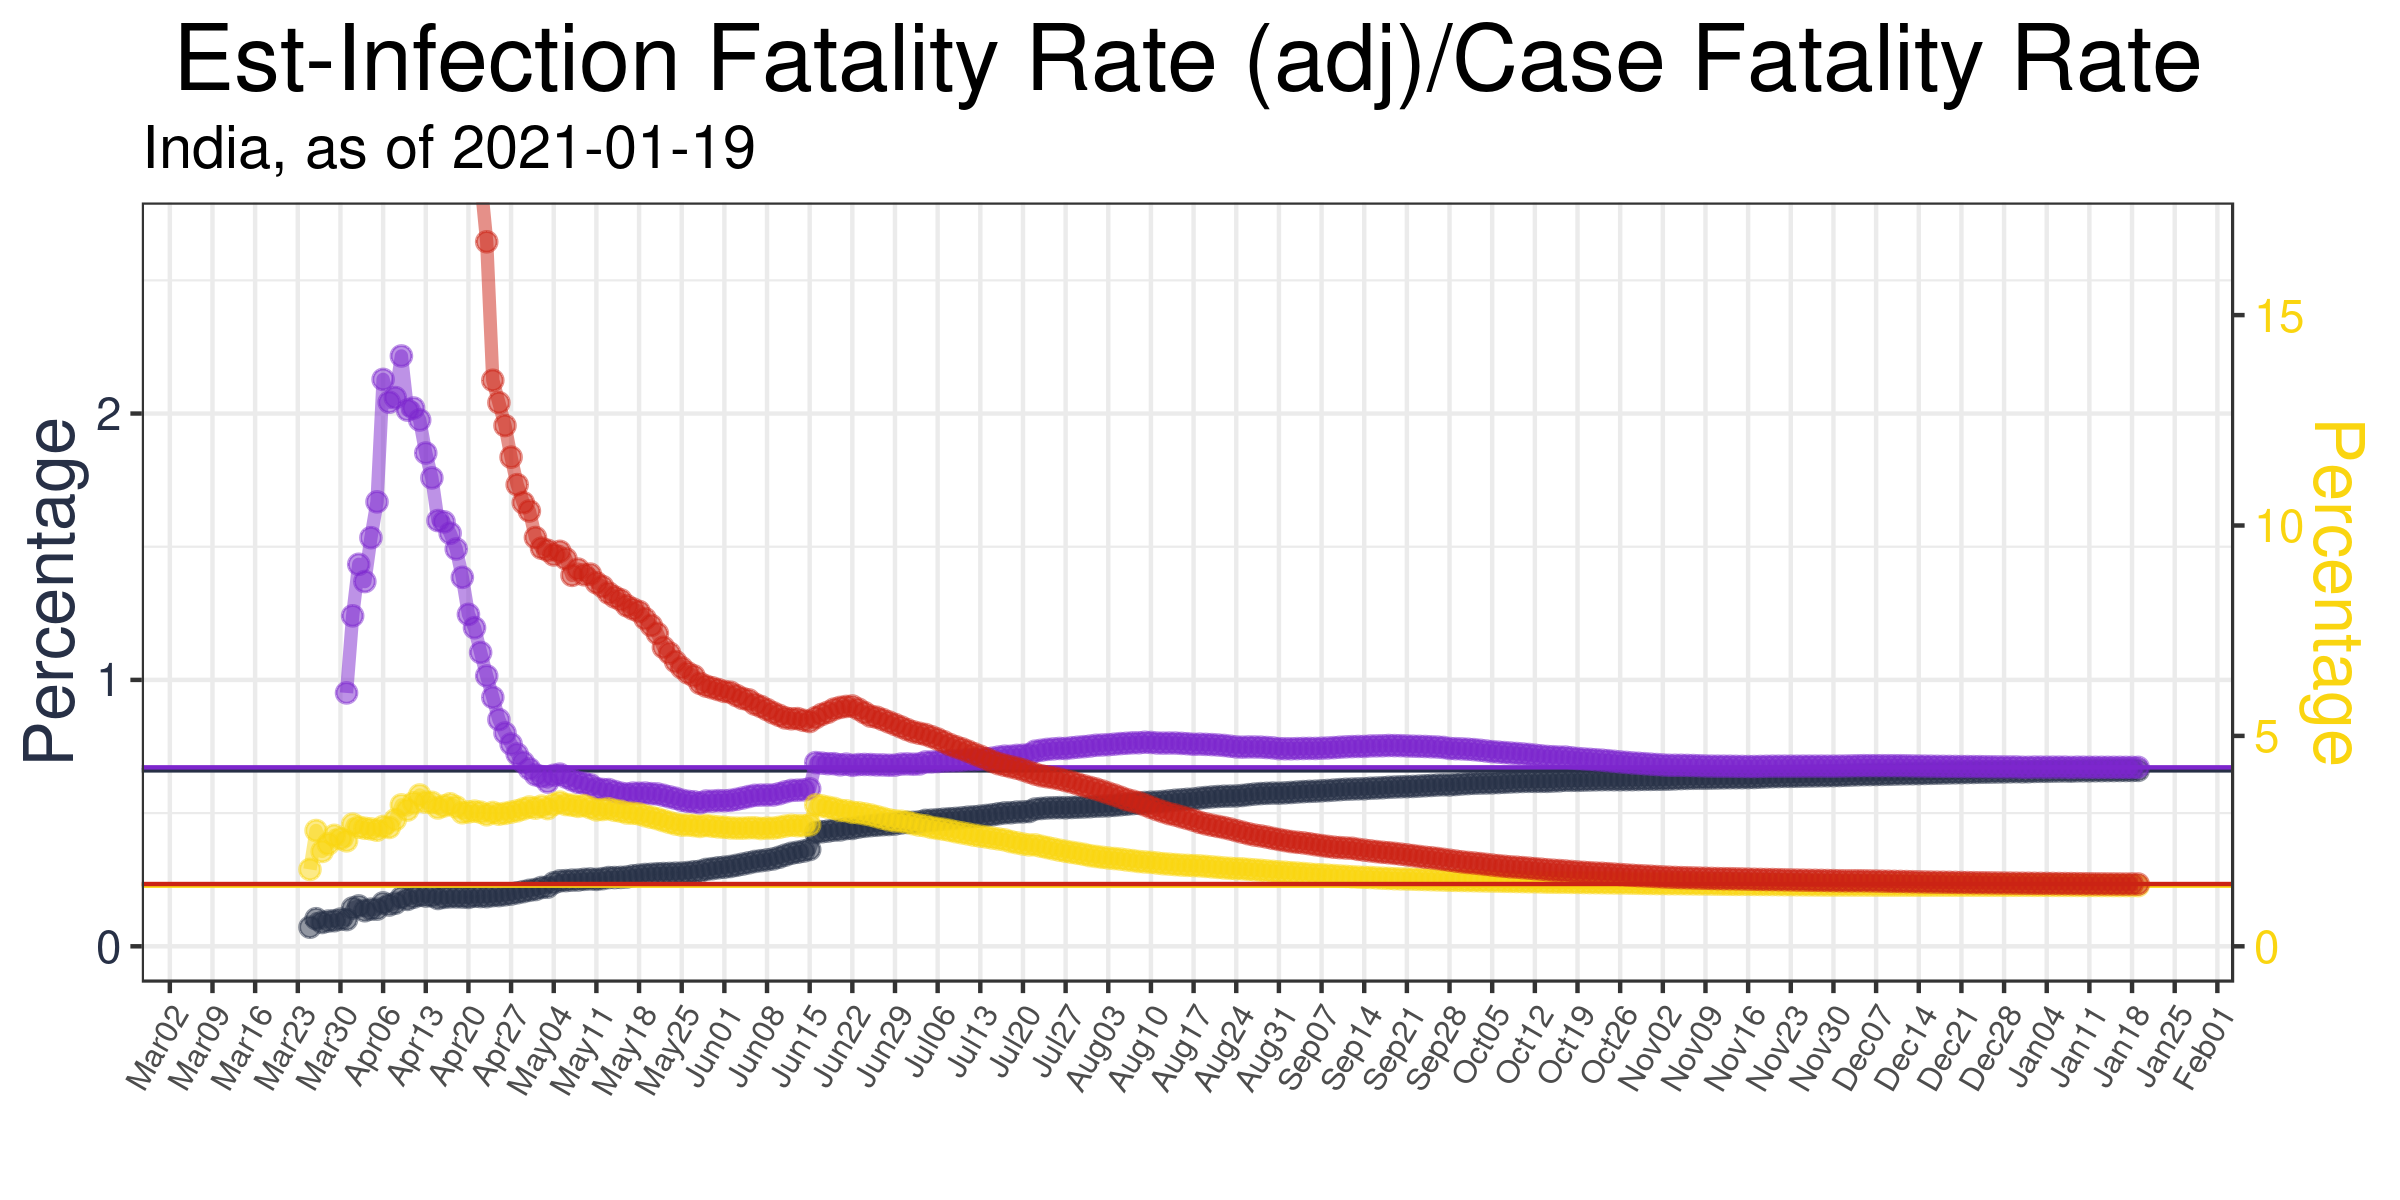 Est-Infection Fatality Rate (adj)/Case Fatality Rate
India, as of 2021-01-19
Percentage
2
1
0
15
10
5
0
Percentage
Mar02
Mar09
Mar16
Mar23
Mar30
Apr06
Apr13
Apr20
Apr27
May04
May11
May18
May25
Jun01
Jun08
Jun15
Jun22
Jun29
Jul06
Jul13
Jul20
Jul27
Aug03
Aug10
Aug17
Aug24
Aug31
Sep07
Sep14
Sep21
Sep28
Oct05
Oct12
Oct19
Oct26
Nov02
Nov09
Nov16
Nov23
Nov30
Dec07
Dec14
Dec21
Dec28
Jan04
Jan11
Jan18
Jan25
Feb01